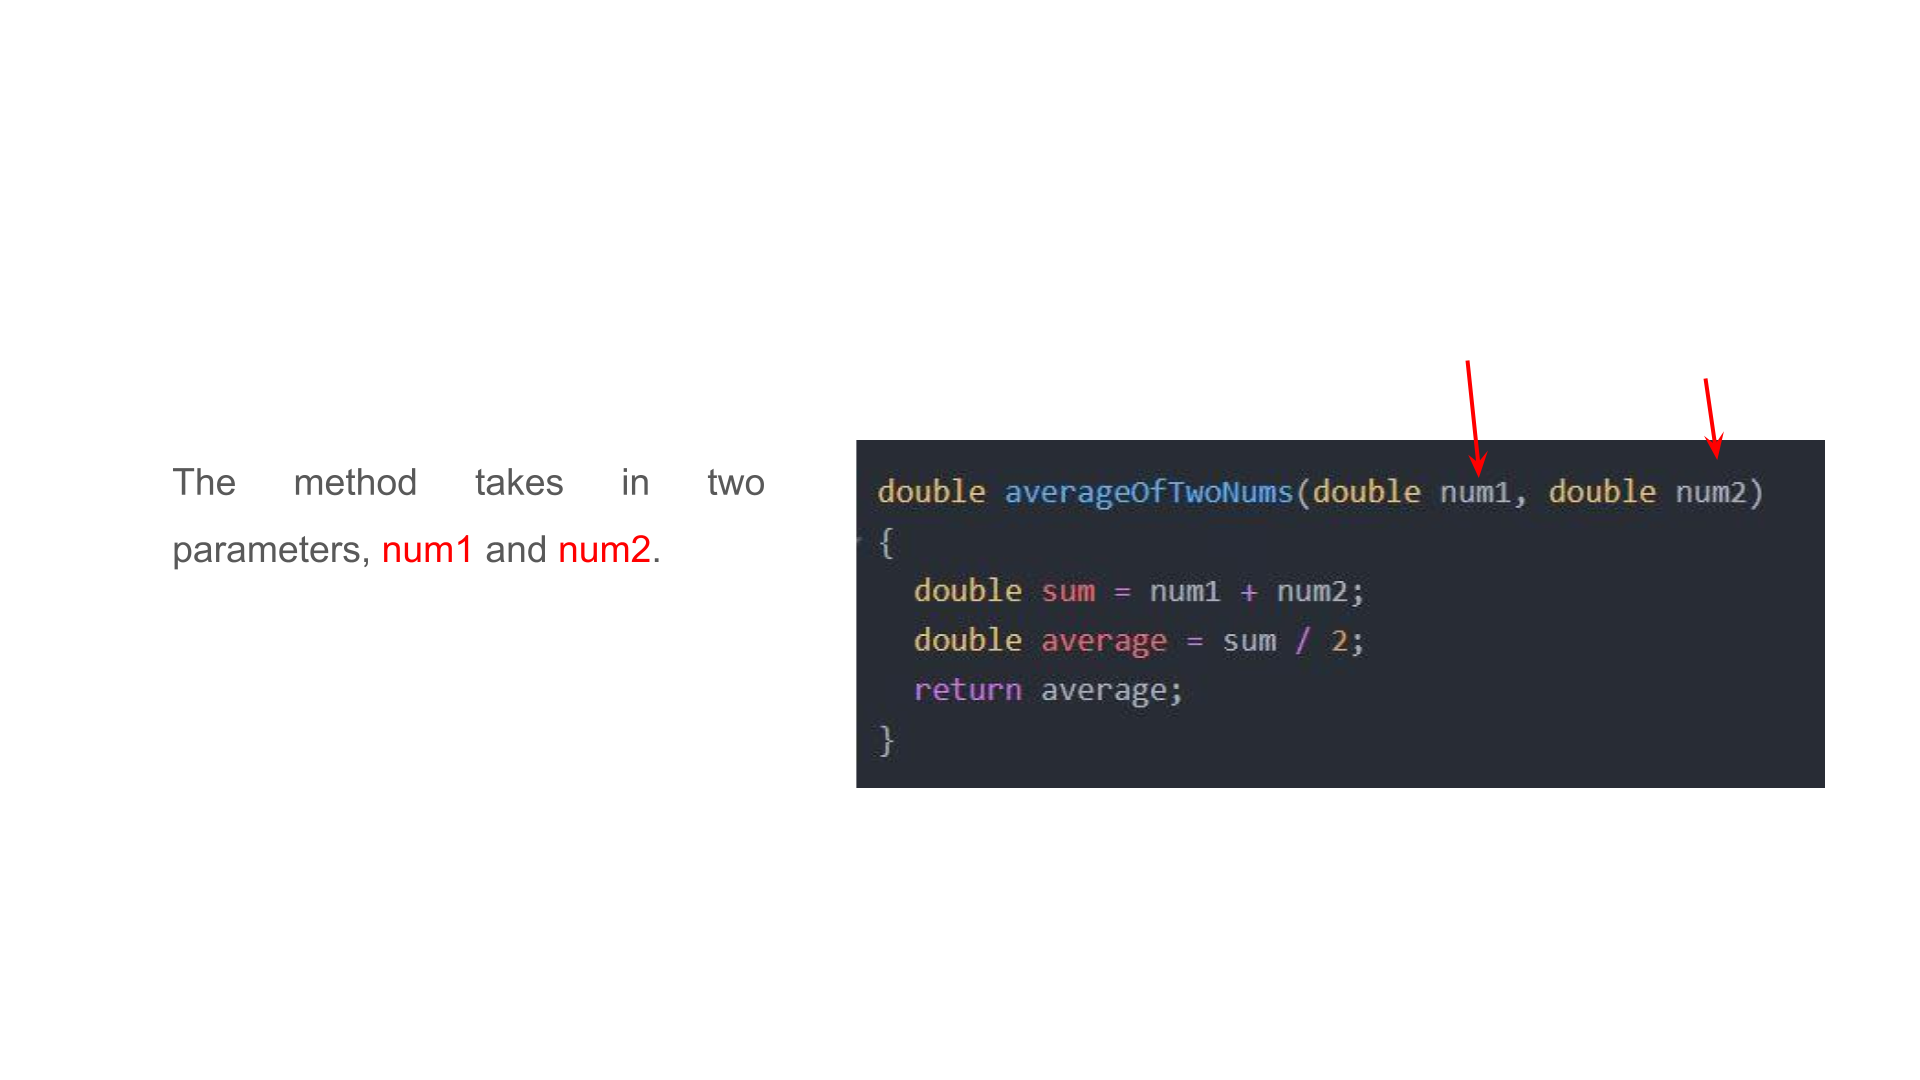 The method takes in two
parameters, num1 and num2.
double averageOfTwoNums(double num1, double num2)
{
  double sum = num1 + num2;
  double average = sum / 2;
  return average;
}